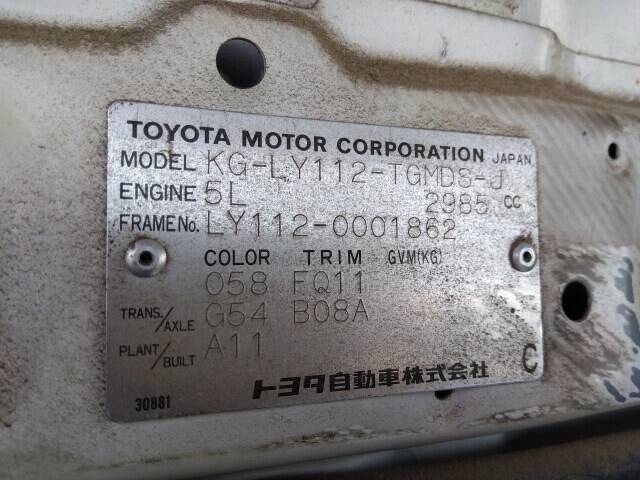 TOYOTA MOTOR CORPORATION JAPAN
MODEL KG-LY112-TGMDS-J
ENGINE 5L 2985 CC
FRAME No. LY112-0001862
COLOR TRIM GVM(KG)
058 FQ11
TRANS./AXLE G54 B08A
PLANT/BUILT A11
C
トヨタ自動車株式会社
30881